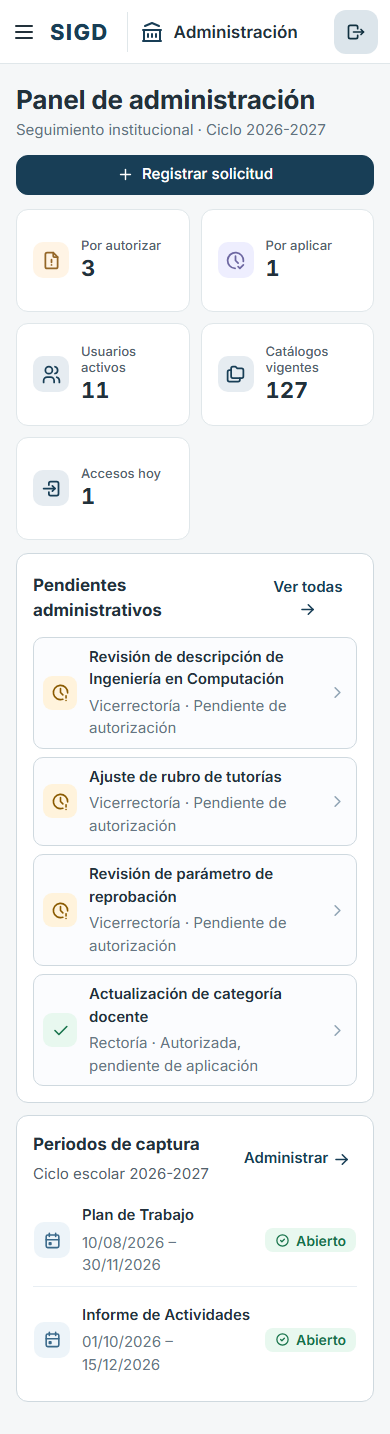 SIGD
Administración
Panel de administración
Seguimiento institucional · Ciclo 2026-2027
Registrar solicitud
Por autorizar
3
Por aplicar
1
Usuarios
activos
11
Catálogos
vigentes
127
Accesos hoy
1
Pendientes
administrativos
Ver todas
Revisión de descripción de
Ingeniería en Computación
Vicerrectoría · Pendiente de
autorización
Ajuste de rubro de tutorías
Vicerrectoría · Pendiente de
autorización
Revisión de parámetro de
reprobación
Vicerrectoría · Pendiente de
autorización
Actualización de categoría
docente
Rectoría · Autorizada,
pendiente de aplicación
Periodos de captura
Ciclo escolar 2026-2027
Administrar
Plan de Trabajo
10/08/2026 –
30/11/2026
Abierto
Informe de Actividades
01/10/2026 –
15/12/2026
Abierto